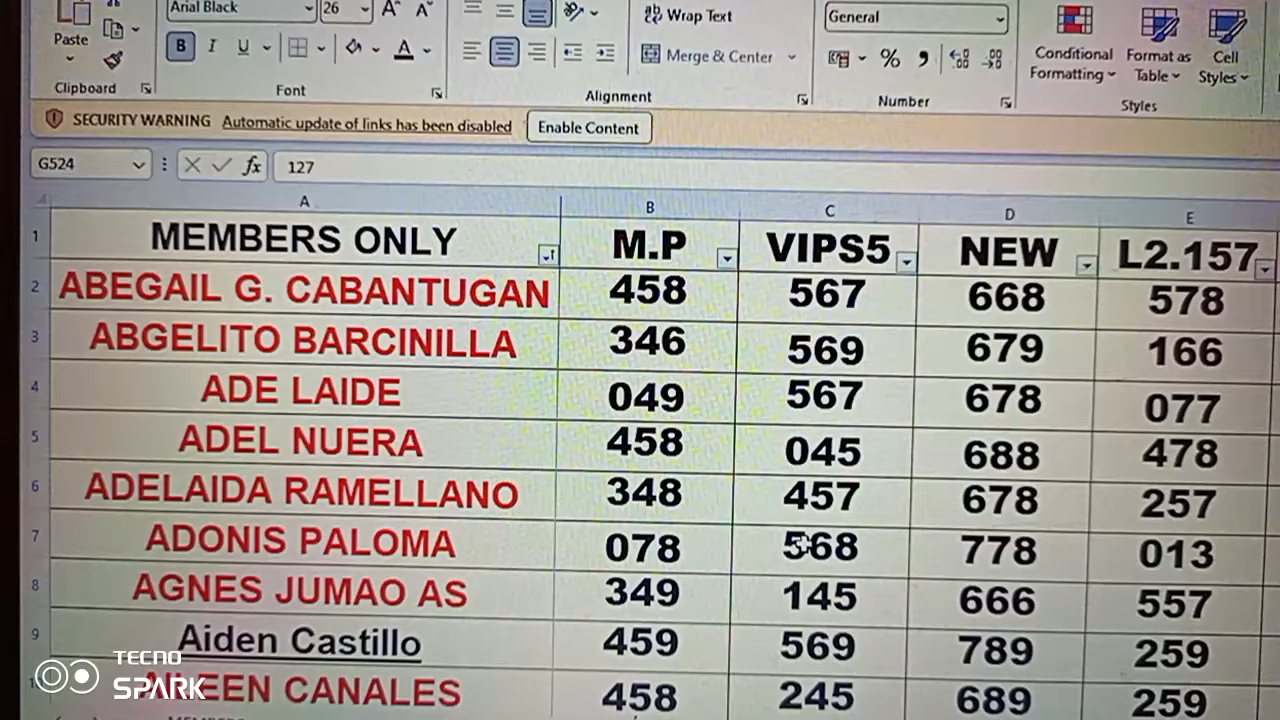 Arial Black 26 A A Wrap Text General
Paste B I U A Merge & Center % Conditional Formatting Format as Table Cell Styles
Clipboard Font Alignment Number Styles
SECURITY WARNING Automatic update of links has been disabled Enable Content
G524 fx 127
A B C D E
1 MEMBERS ONLY M.P VIPS5 NEW L2.157
2 ABEGAIL G. CABANTUGAN 458 567 668 578
3 ABGELITO BARCINILLA 346 569 679 166
4 ADE LAIDE 049 567 678 077
5 ADEL NUERA 458 045 688 478
6 ADELAIDA RAMELLANO 348 457 678 257
7 ADONIS PALOMA 078 568 778 013
8 AGNES JUMAO AS 349 145 666 557
9 Aiden Castillo 459 569 789 259
CANALES 458 245 689 259
TECNO
SPARK